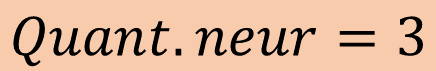 Quant. neur = 3